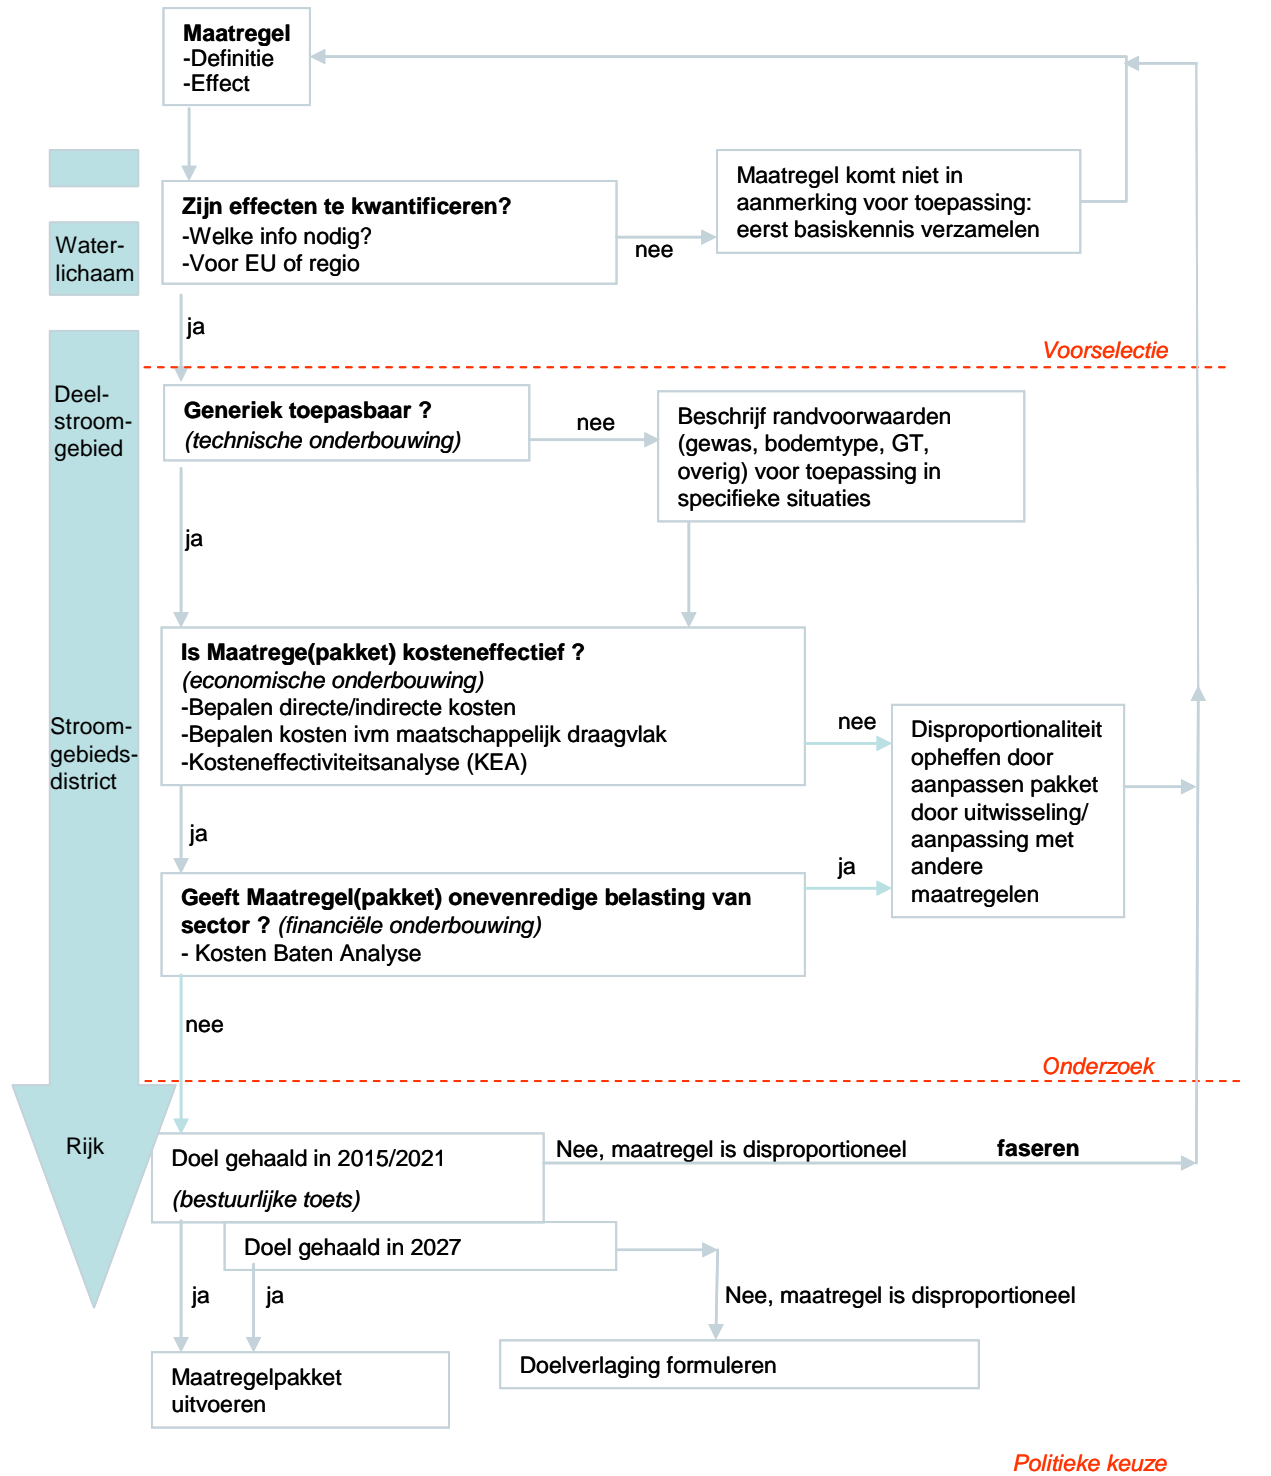 Maatregel
-Definitie
-Effect
Zijn effecten te kwantificeren?
-Welke info nodig?
-Voor EU of regio
nee
Maatregel komt niet in
aanmerking voor toepassing:
eerst basiskennis verzamelen
Water-
lichaam
ja
Voorselectie
Deel-
stroom-
gebied
Generiek toepasbaar ?
(technische onderbouwing)
nee
Beschrijf randvoorwaarden
(gewas, bodemtype, GT,
overig) voor toepassing in
specifieke situaties
ja
Is Maatrege(pakket) kosteneffectief ?
(economische onderbouwing)
-Bepalen directe/indirecte kosten
-Bepalen kosten ivm maatschappelijk draagvlak
-Kosteneffectiviteitsanalyse (KEA)
Stroom-
gebieds-
district
nee
Disproportionaliteit
opheffen door
aanpassen pakket
door uitwisseling/
aanpassing met
andere
maatregelen
ja
ja
Geeft Maatregel(pakket) onevenredige belasting van
sector ? (financiële onderbouwing)
- Kosten Baten Analyse
nee
Onderzoek
Rijk
Doel gehaald in 2015/2021
(bestuurlijke toets)
Nee, maatregel is disproportioneel
faseren
Doel gehaald in 2027
ja
ja
Nee, maatregel is disproportioneel
Maatregelpakket
uitvoeren
Doelverlaging formuleren
Politieke keuze